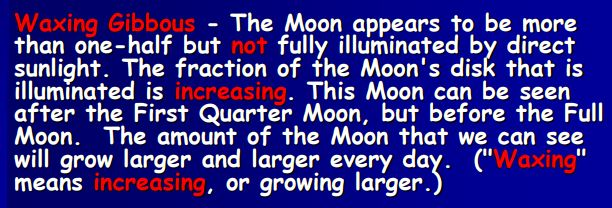 Waxing Gibbous - The Moon appears to be more
than one-half but not fully illuminated by direct
sunlight. The fraction of the Moon's disk that is
illuminated is increasing. This Moon can be seen
after the First Quarter Moon, but before the Full
Moon.  The amount of the Moon that we can see
will grow larger and larger every day.  ("Waxing"
means increasing, or growing larger.)